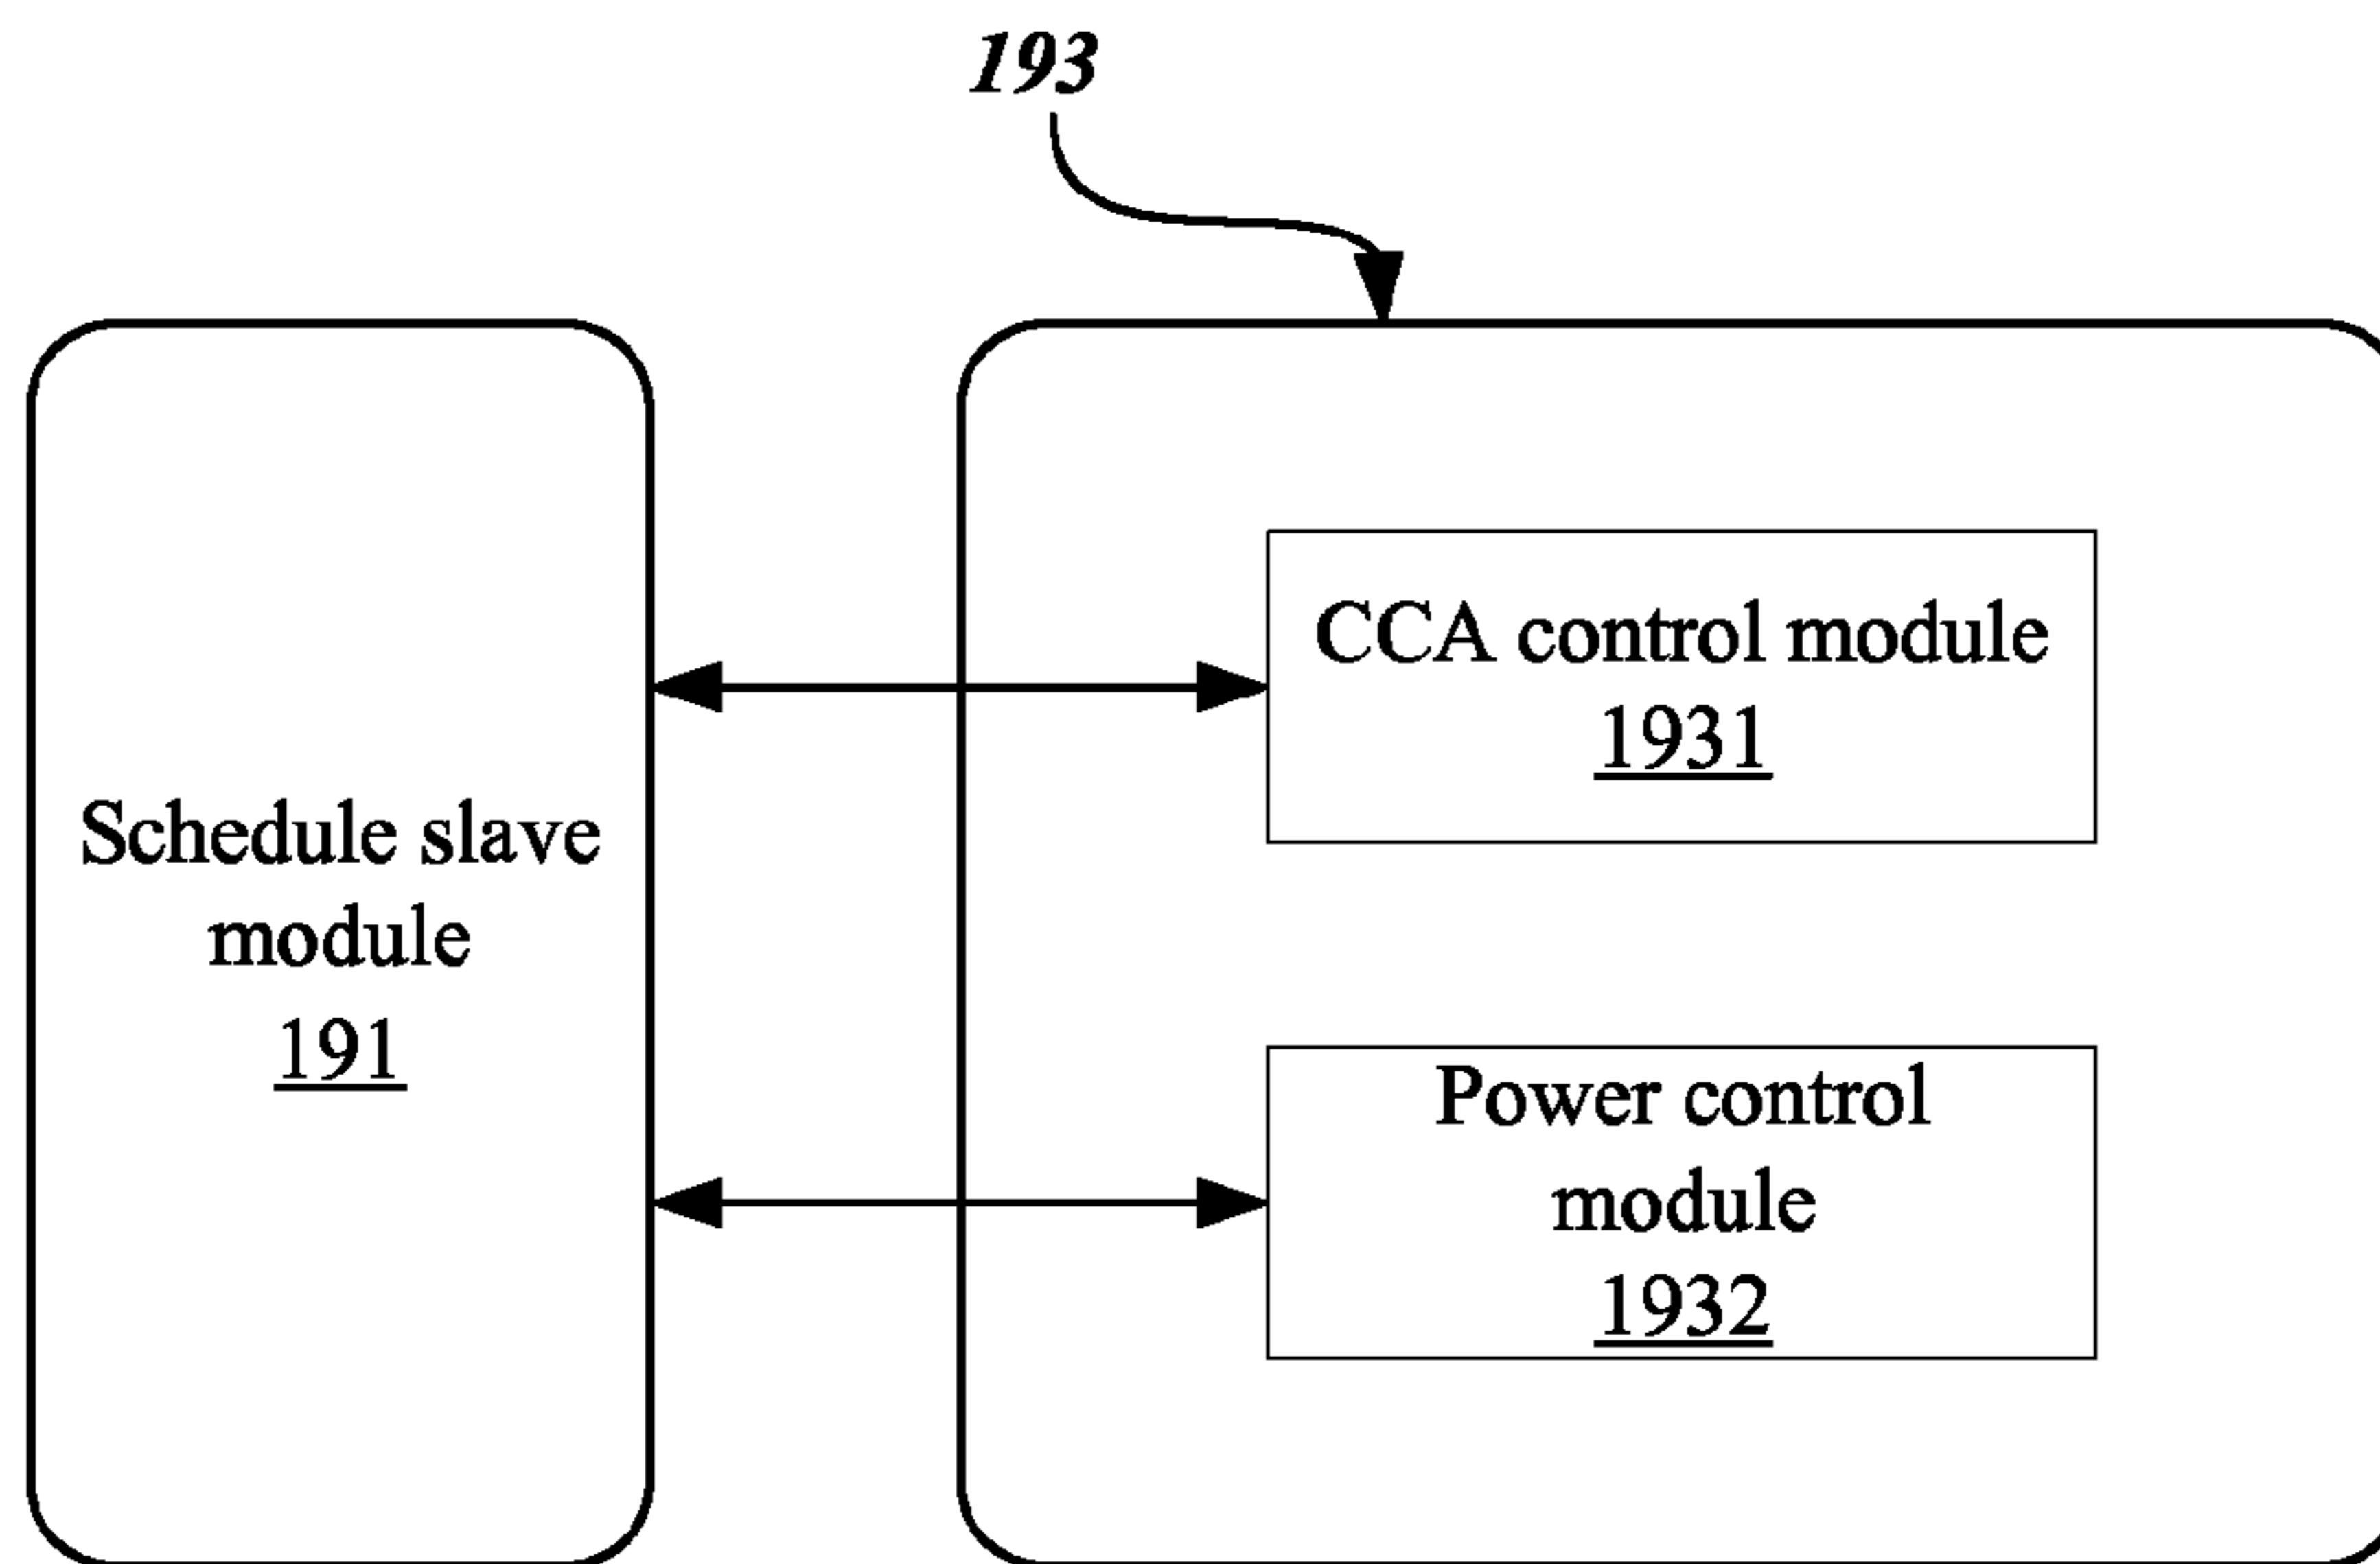 193
Schedule slave
module
191
CCA control module
1931
Power control
module
1932